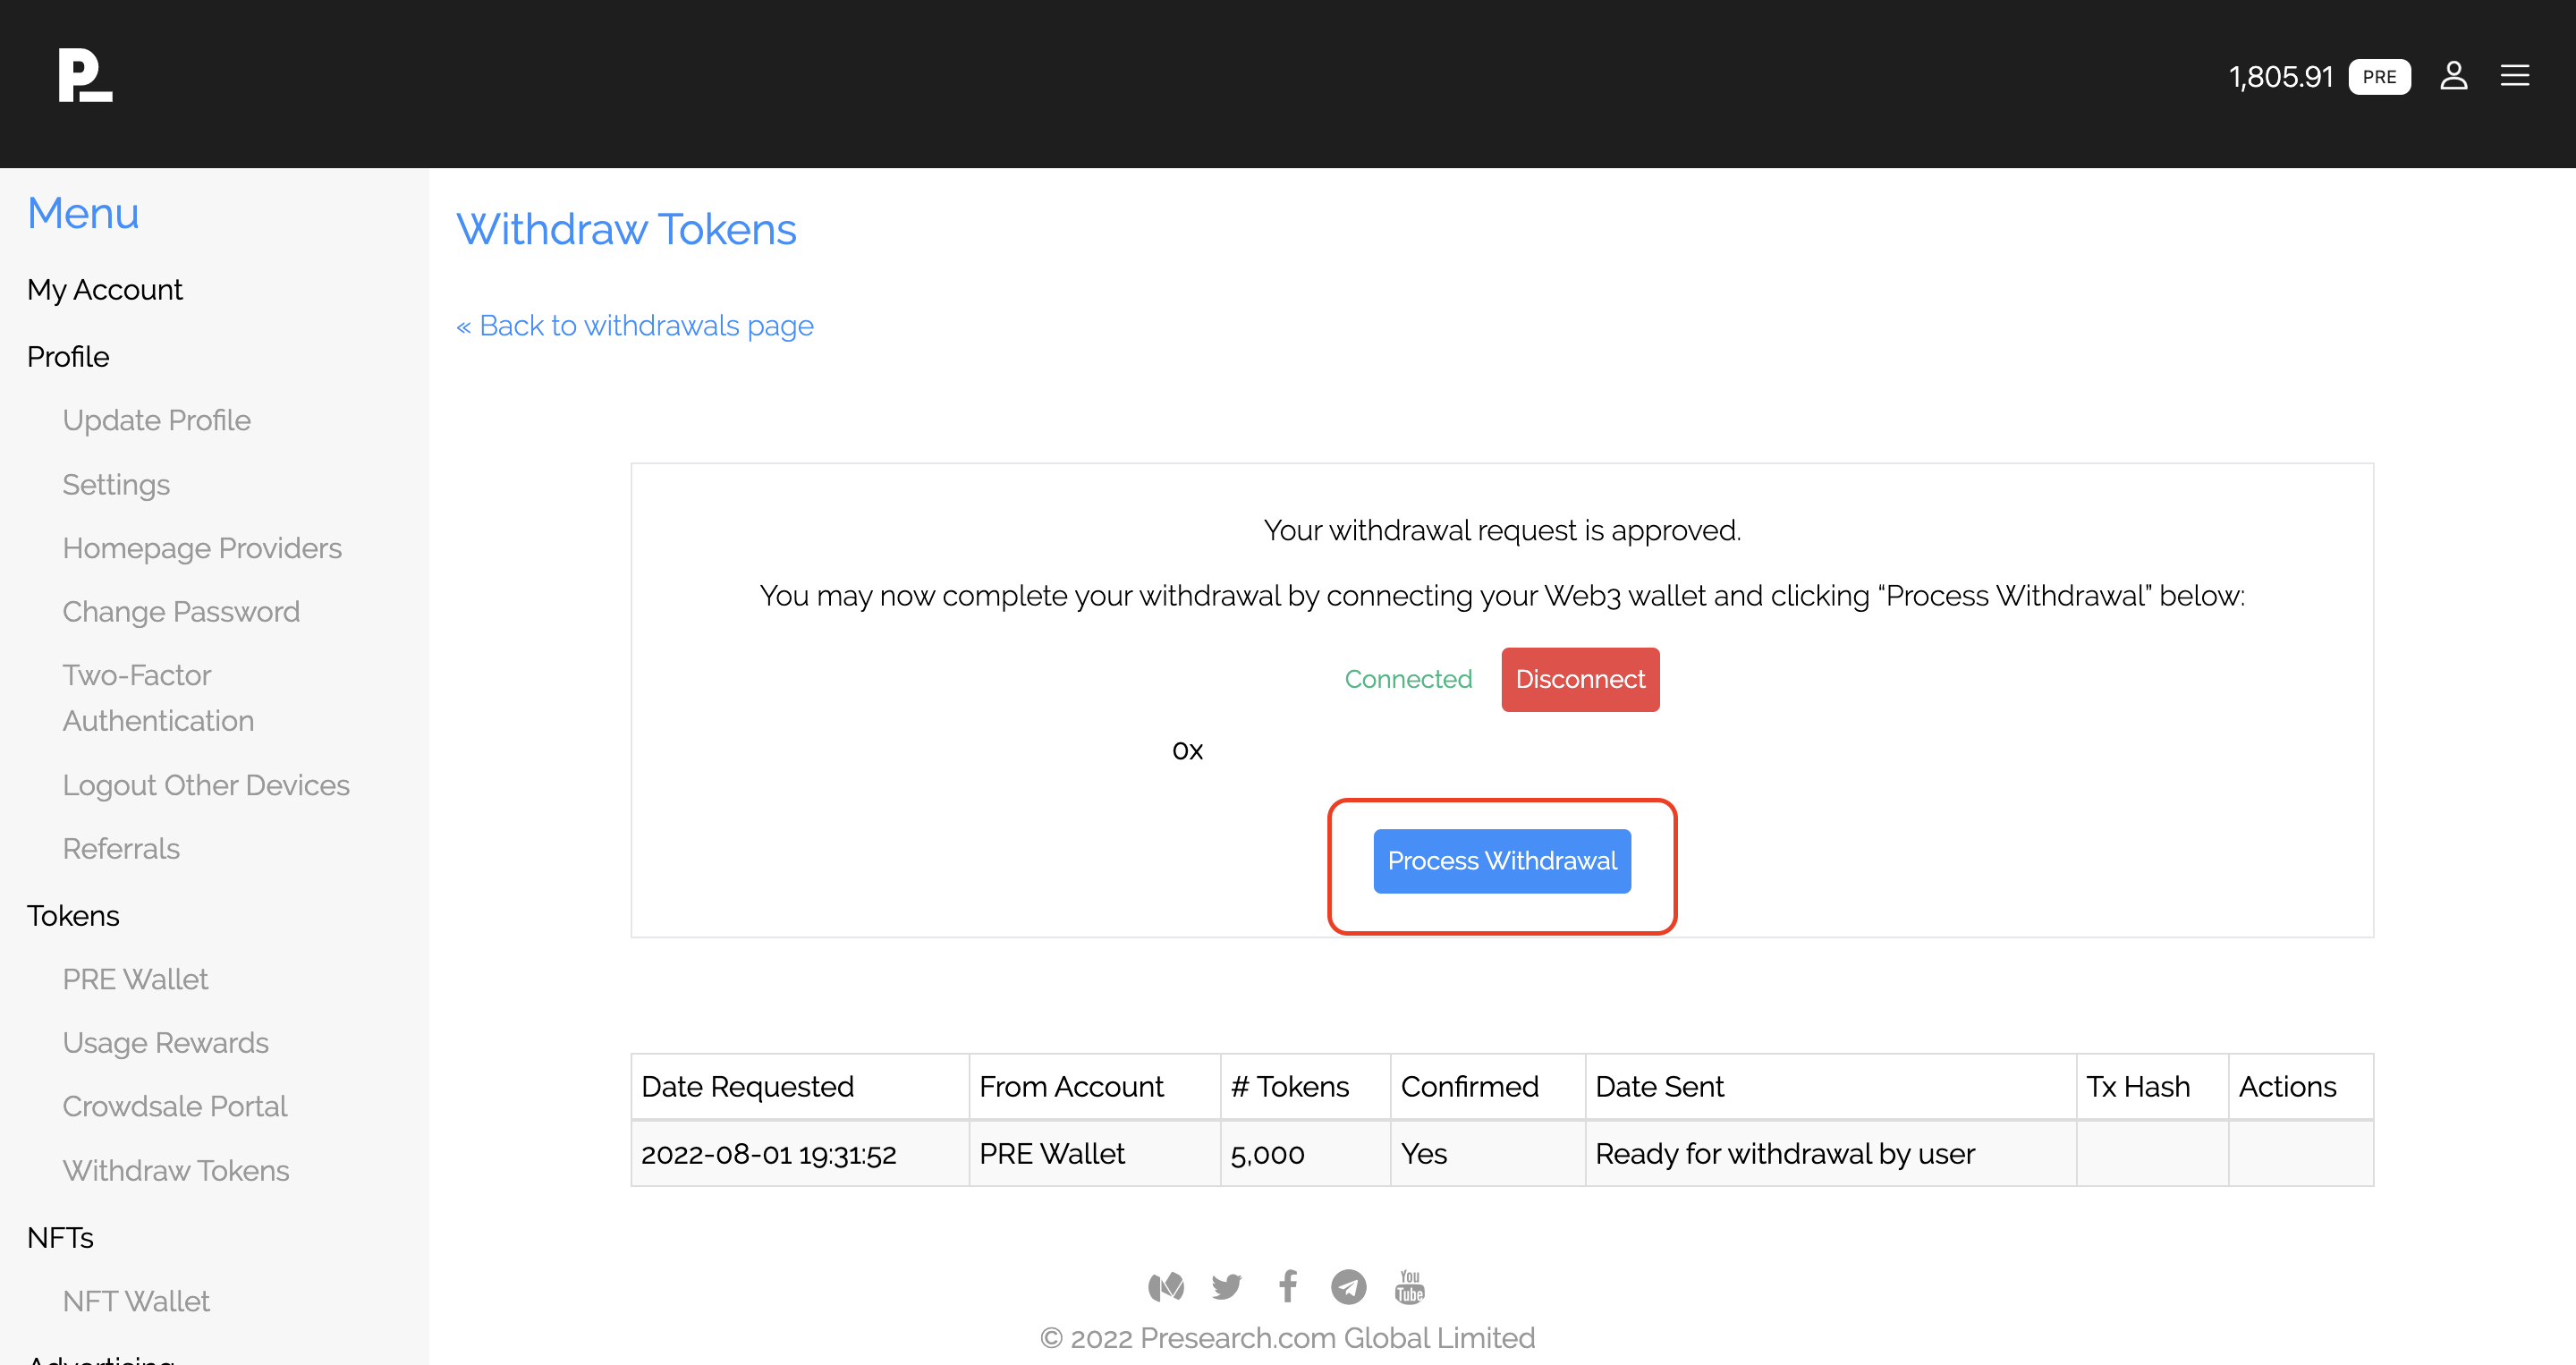 P_
1,805.91 PRE
Menu
My Account
Profile
Update Profile
Settings
Homepage Providers
Change Password
Two-Factor
Authentication
Logout Other Devices
Referrals
Tokens
PRE Wallet
Usage Rewards
Crowdsale Portal
Withdraw Tokens
NFTs
NFT Wallet
Advertising
Withdraw Tokens
« Back to withdrawals page
Your withdrawal request is approved.
You may now complete your withdrawal by connecting your Web3 wallet and clicking “Process Withdrawal” below:
Connected Disconnect
0x
Process Withdrawal
Date Requested From Account # Tokens Confirmed Date Sent Tx Hash Actions
2022-08-01 19:31:52 PRE Wallet 5,000 Yes Ready for withdrawal by user
You
Tube
© 2022 Presearch.com Global Limited